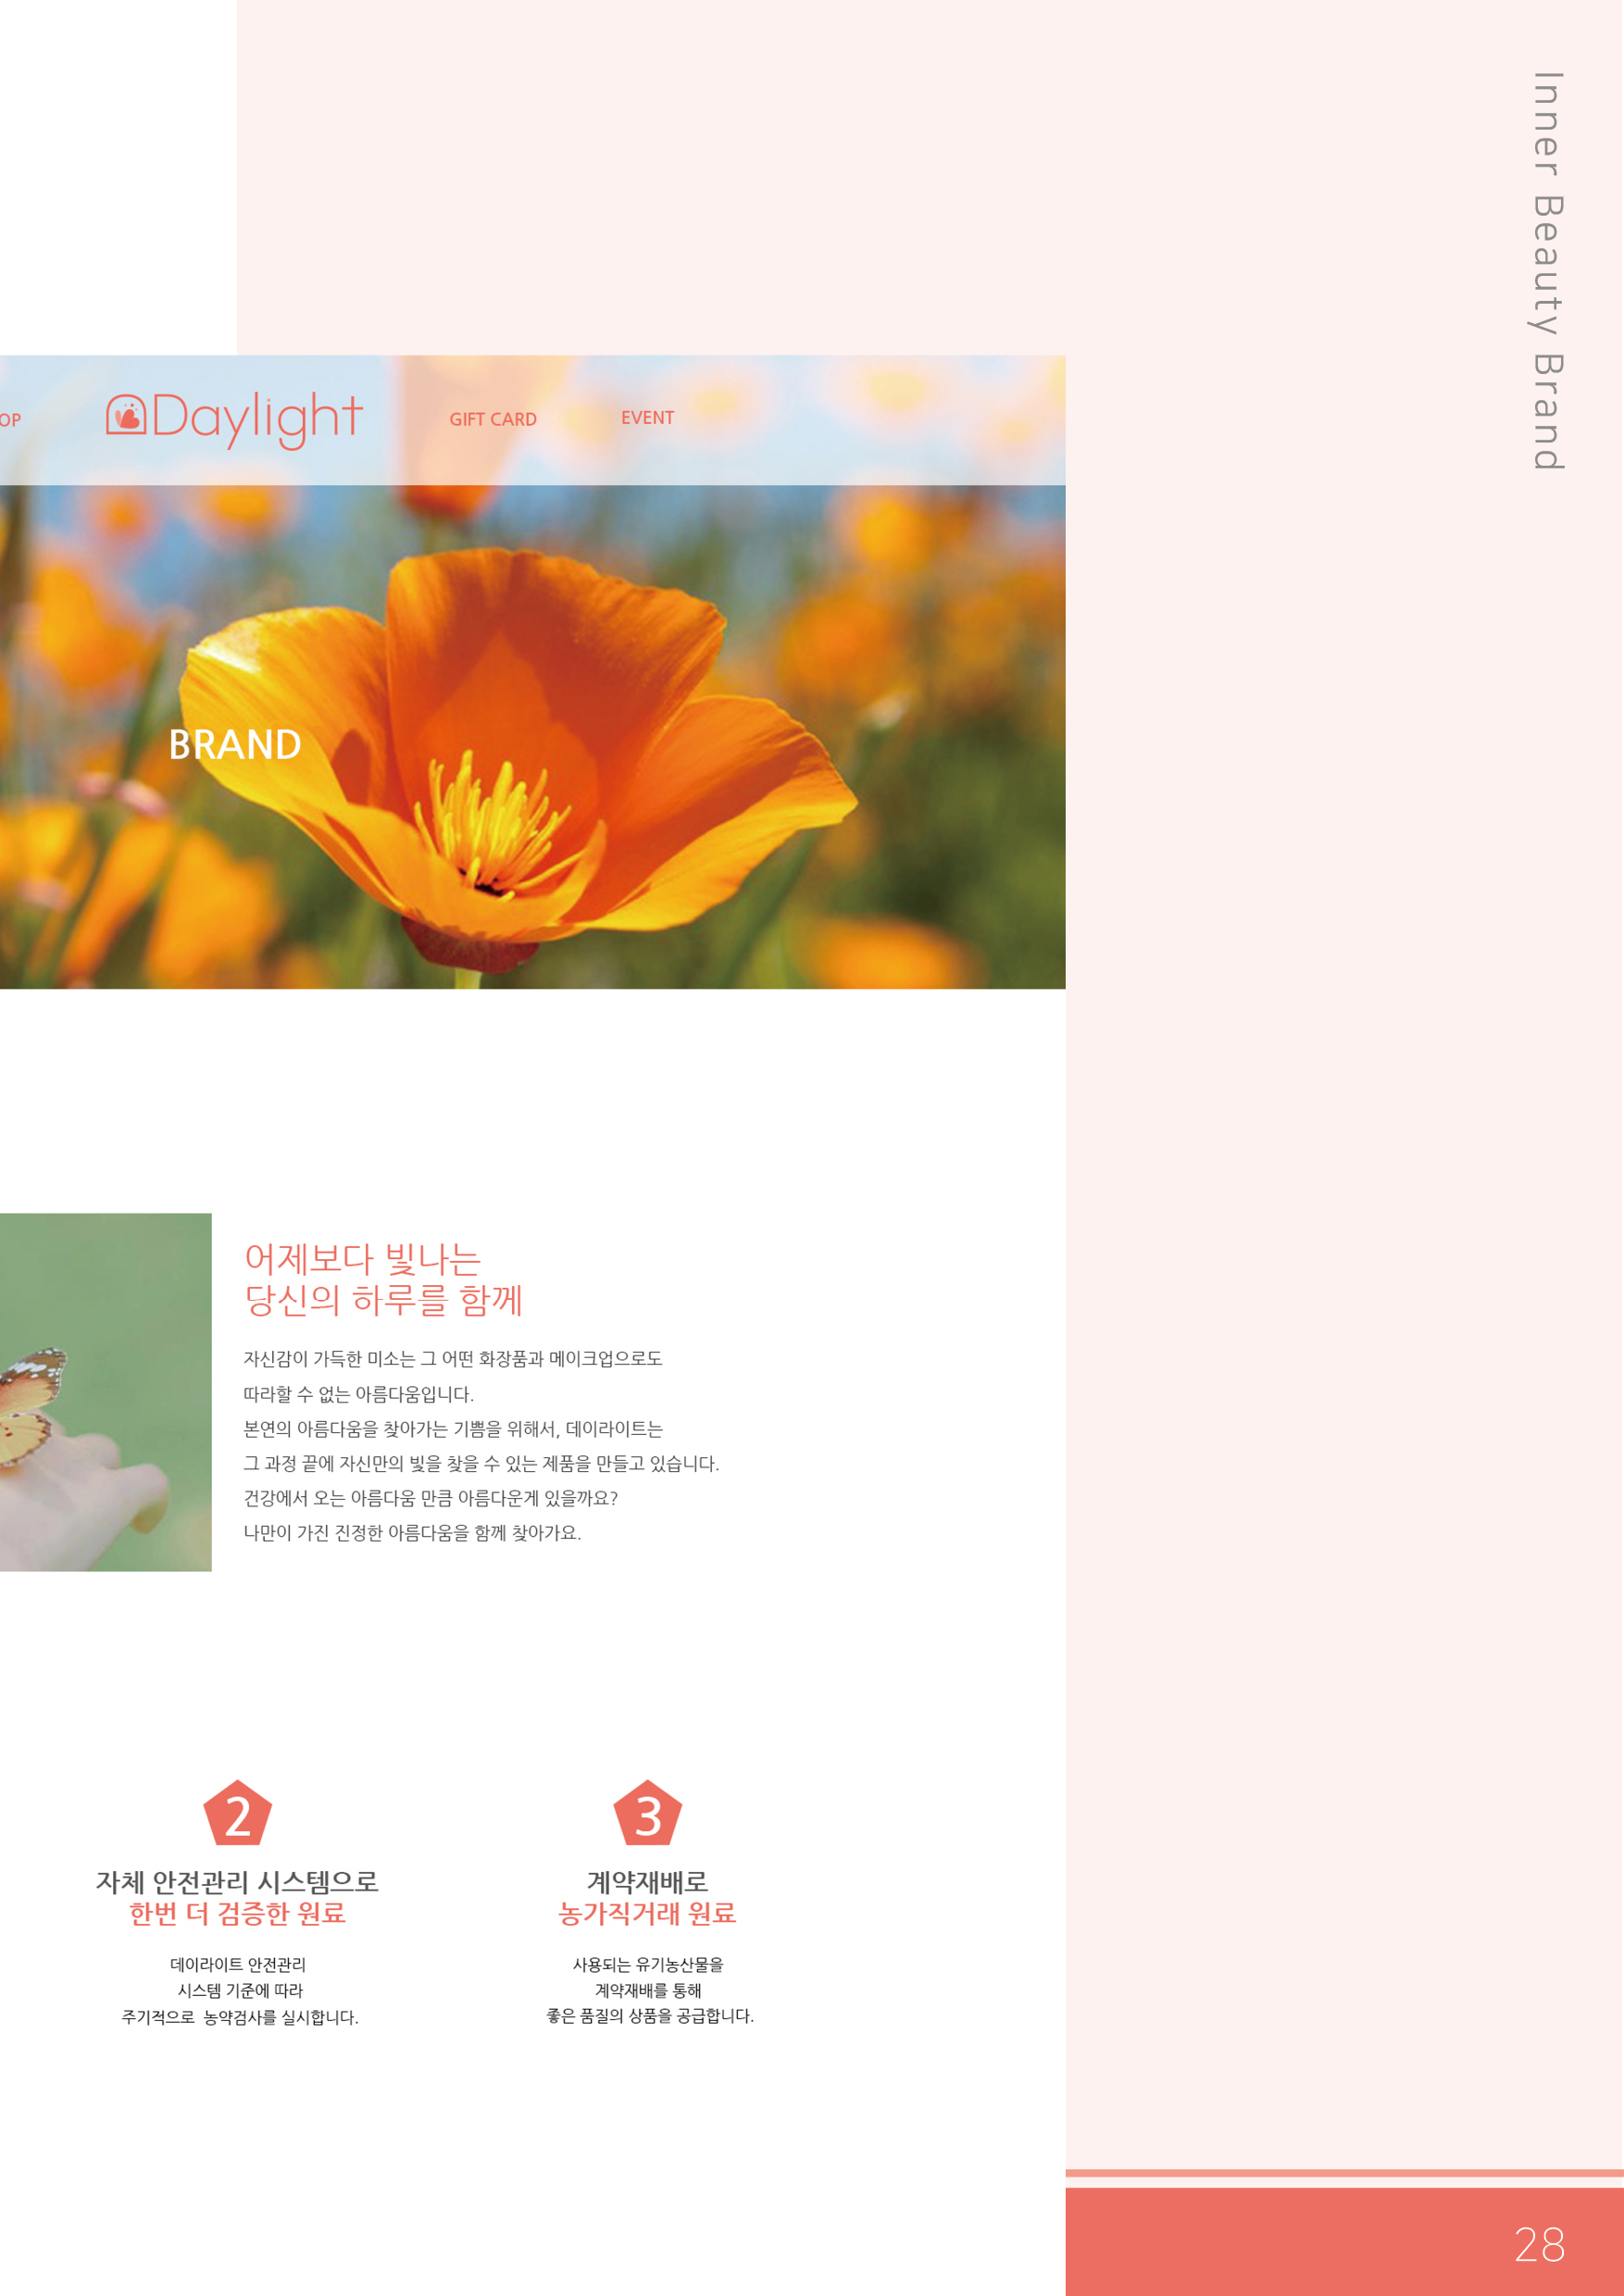 Inner Beauty Brand
OP
Daylight
GIFT CARD
EVENT
BRAND
어제보다 빛나는
당신의 하루를 함께
자신감이 가득한 미소는 그 어떤 화장품과 메이크업으로도
따라할 수 없는 아름다움입니다.
본연의 아름다움을 찾아가는 기쁨을 위해서, 데이라이트는
그 과정 끝에 자신만의 빛을 찾을 수 있는 제품을 만들고 있습니다.
건강에서 오는 아름다움 만큼 아름다운게 있을까요?
나만이 가진 진정한 아름다움을 함께 찾아가요.
2
자체 안전관리 시스템으로
한번 더 검증한 원료
데이라이트 안전관리
시스템 기준에 따라
주기적으로 농약검사를 실시합니다.
3
계약재배로
농가직거래 원료
사용되는 유기농산물을
계약재배를 통해
좋은 품질의 상품을 공급합니다.
28